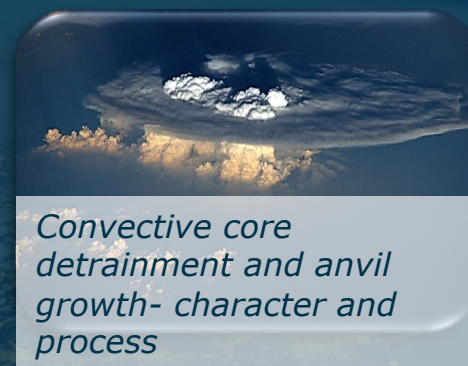 Convective core
detrainment and anvil
growth- character and
process